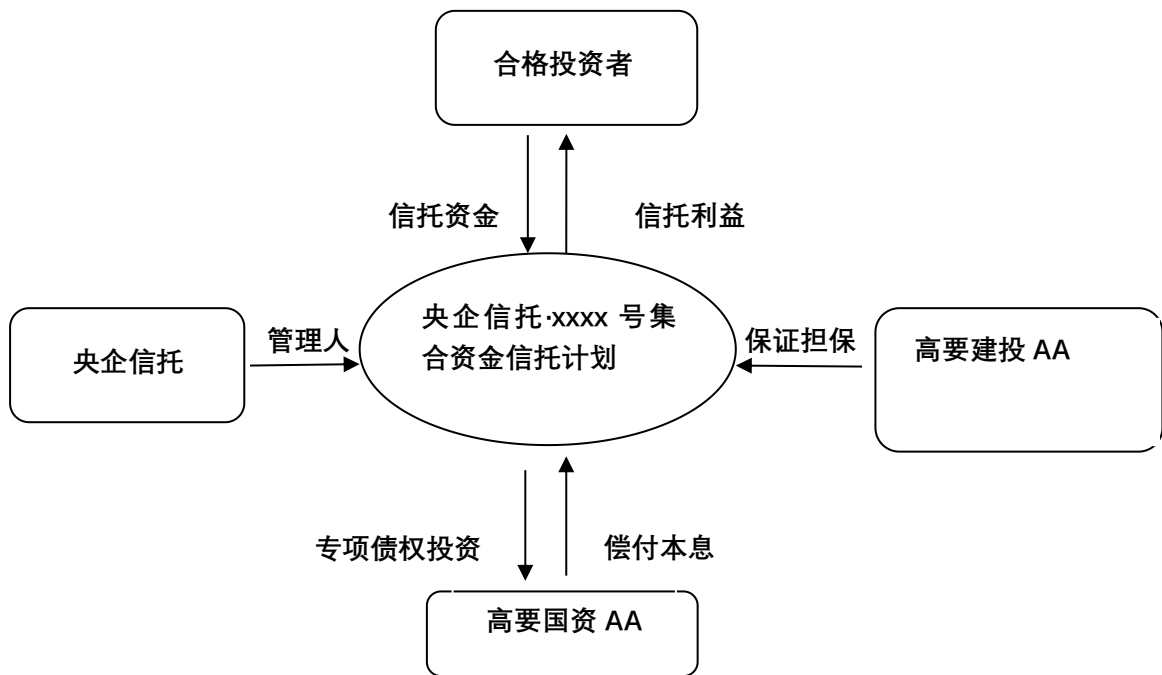 合格投资者
信托资金
信托利益
央企信托·xxxx 号集
合资金信托计划
央企信托
管理人
保证担保
高要建投 AA
专项债权投资
偿付本息
高要国资 AA